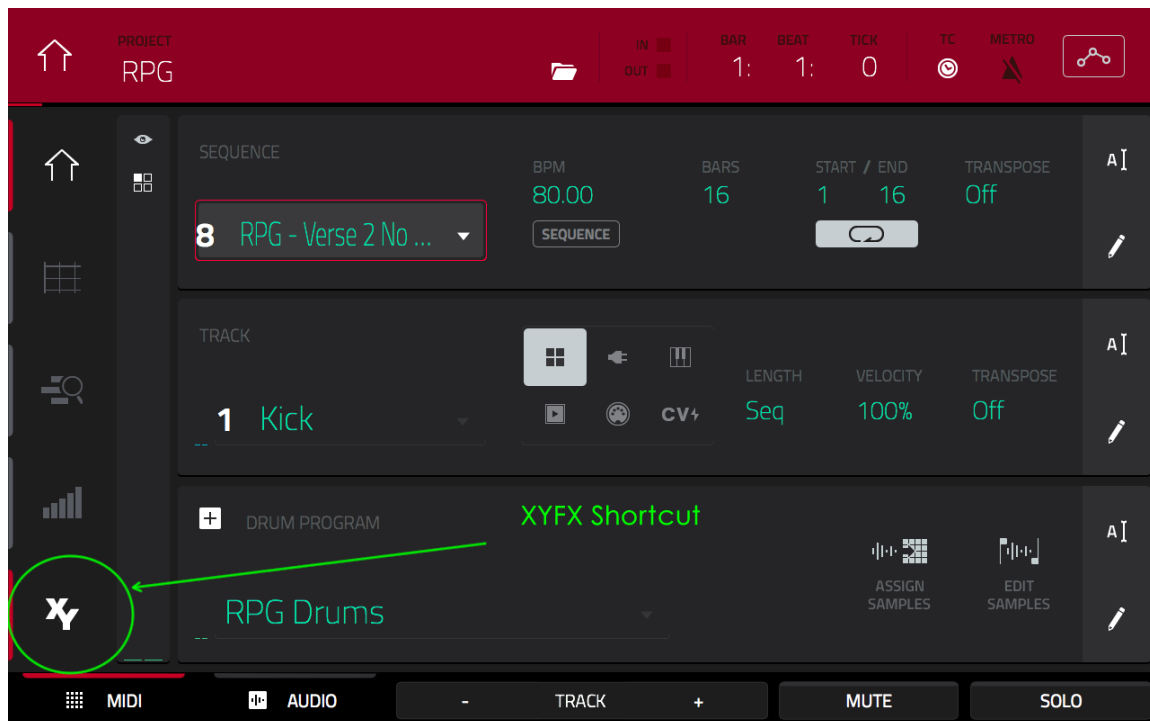 PROJECT
RPG
IN
OUT
BAR BEAT TICK TC METRO
1: 1: 0
SEQUENCE
8 RPG - Verse 2 No ...
BPM BARS START / END TRANSPOSE
80.00 16 1 16 Off
SEQUENCE
TRACK
1 Kick
CV
LENGTH VELOCITY TRANSPOSE
Seq 100% Off
DRUM PROGRAM
XYFX Shortcut
RPG Drums
ASSIGN SAMPLES
EDIT SAMPLES
A
A
A
XY
MIDI AUDIO - TRACK + MUTE SOLO